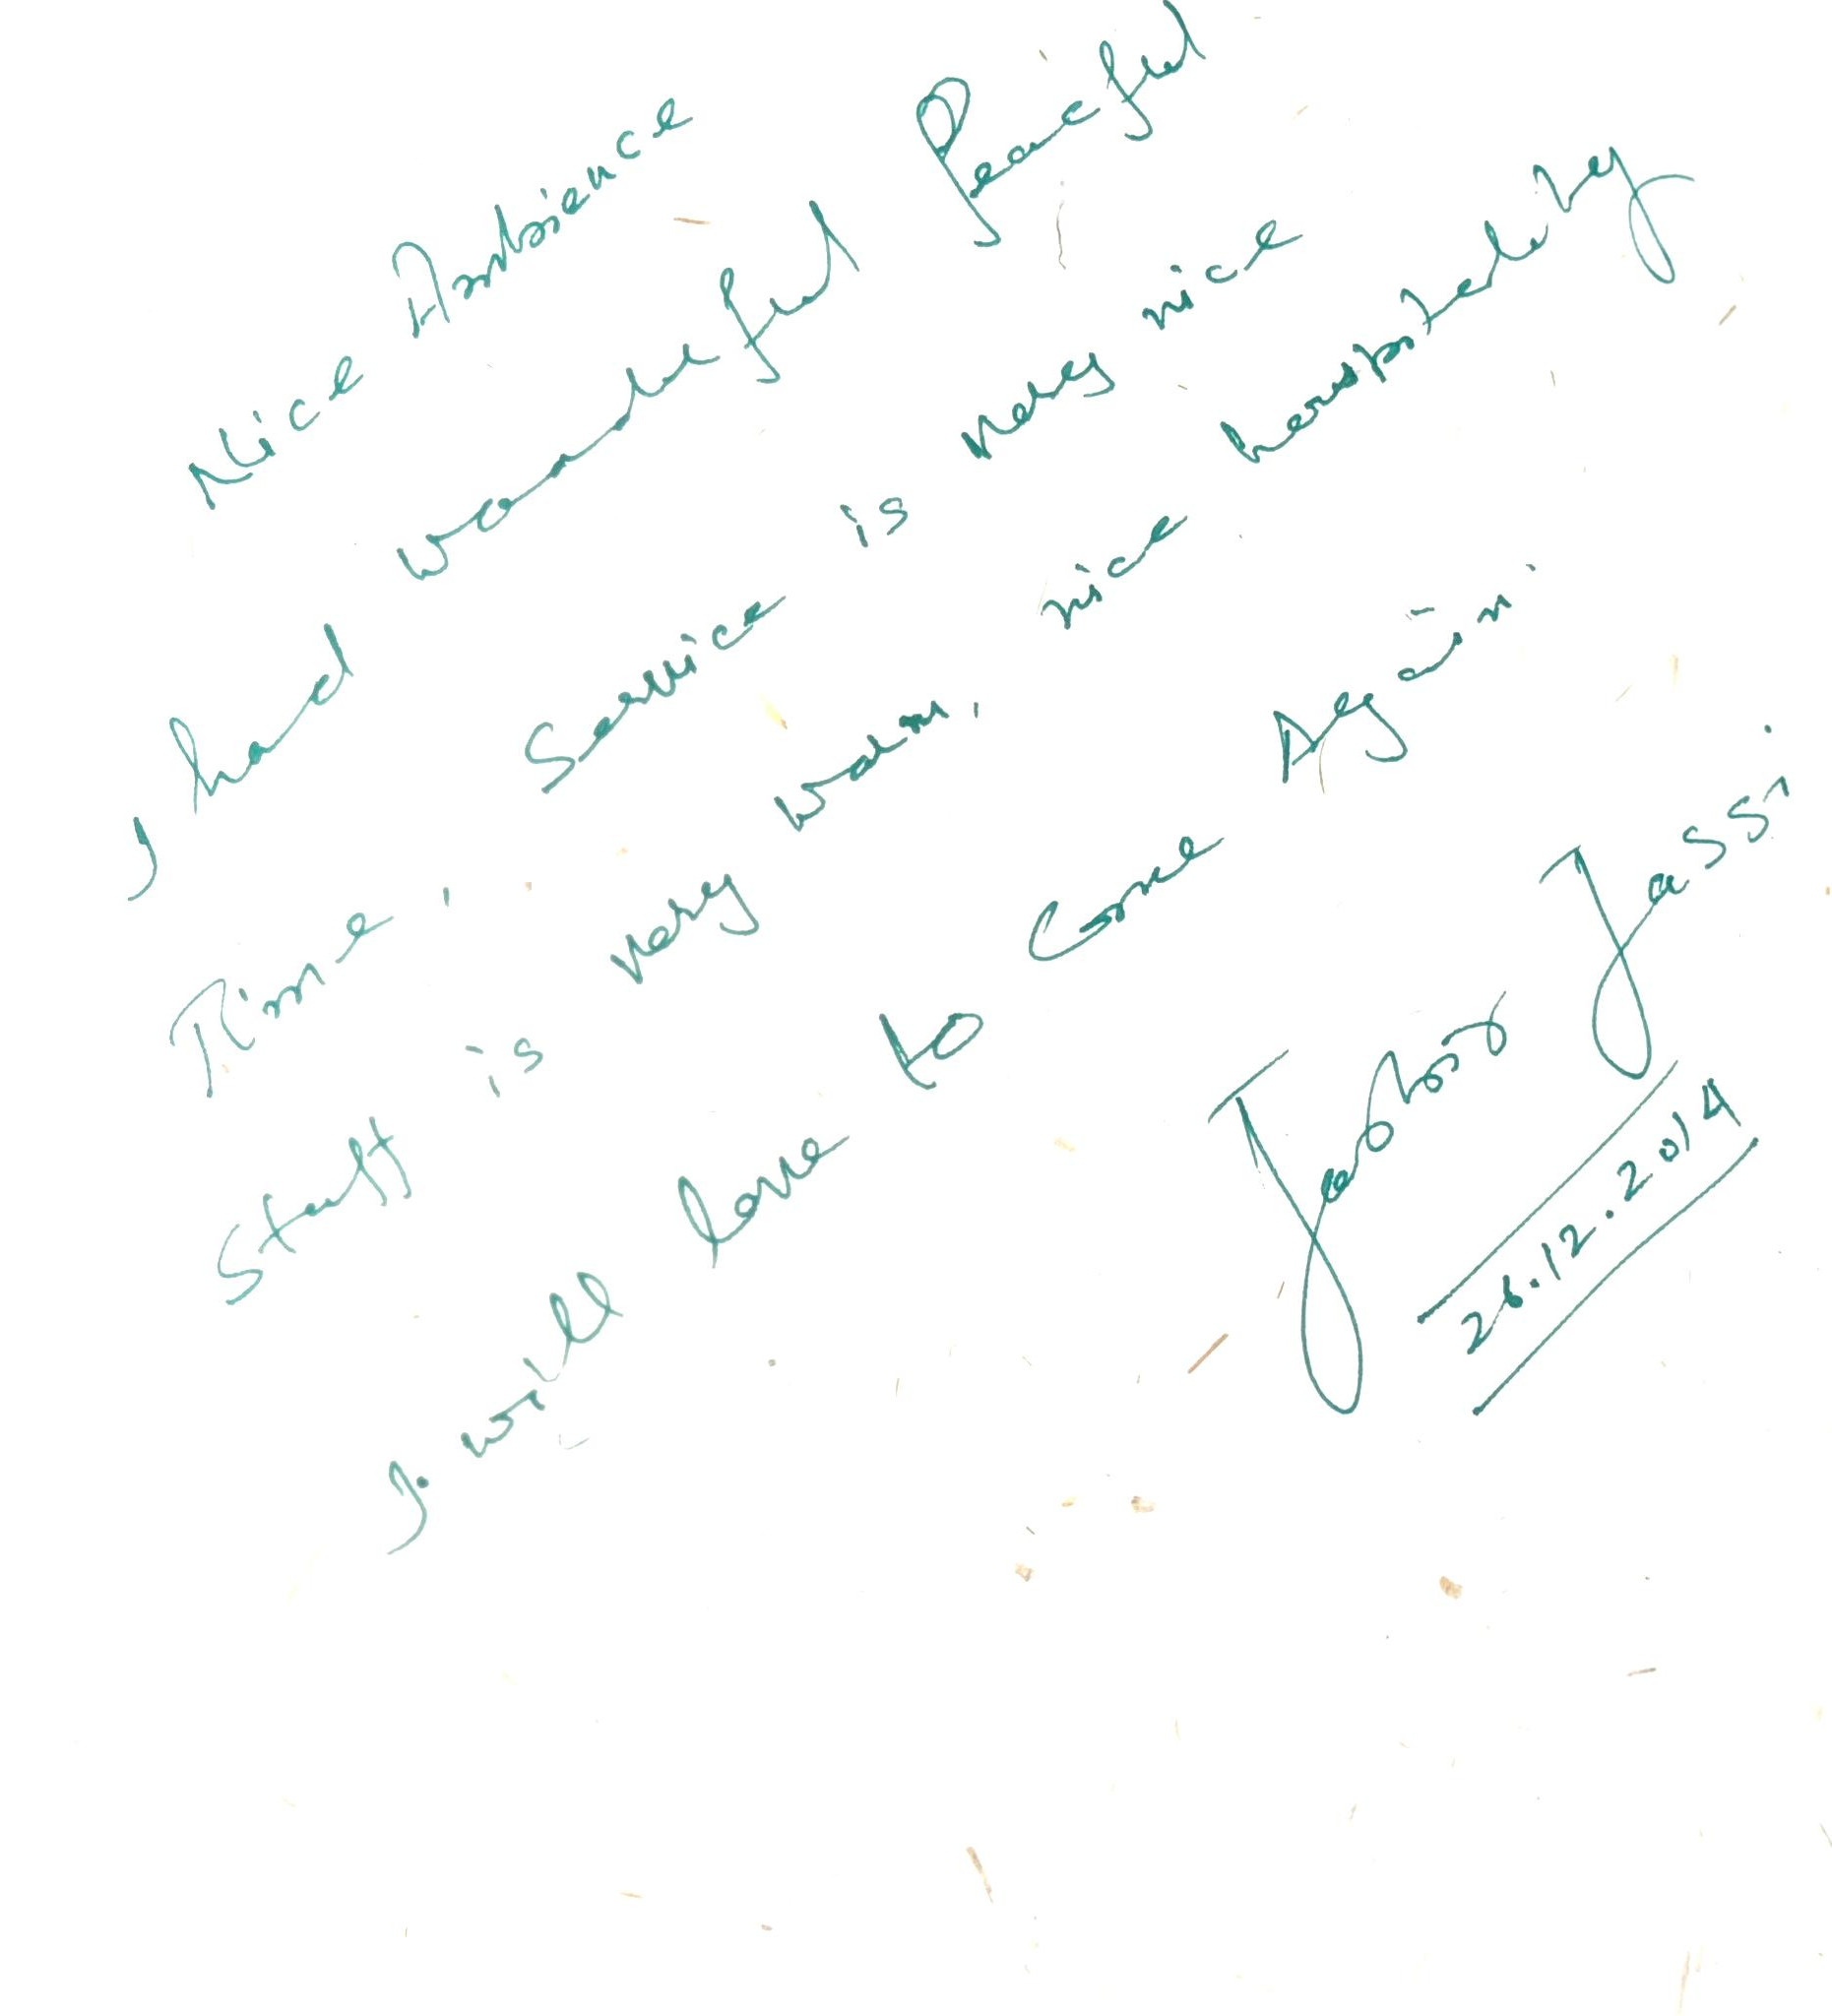 Nice Ambience
I had wonderful Peaceful
Time, Service is very nice
Staff is very warm, nice hospitality
I. will love to Come Again.
Jassi.
26.12.2014